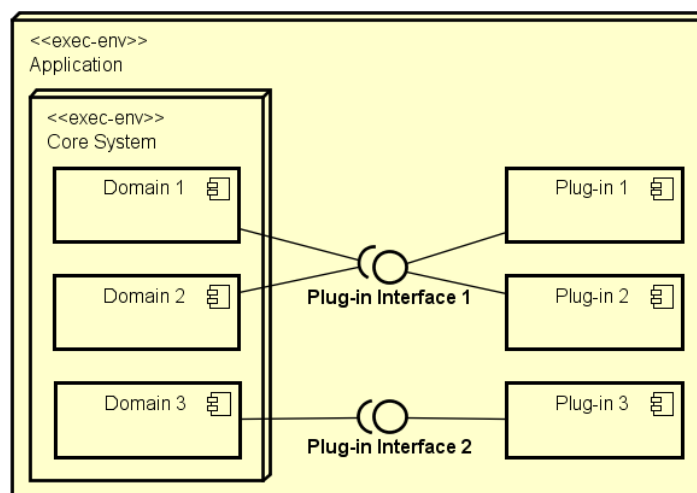 <<exec-env>>
Application
<<exec-env>>
Core System
Domain 1
Plug-in 1
Domain 2
Plug-in Interface 1
Plug-in 2
Domain 3
Plug-in 3
Plug-in Interface 2